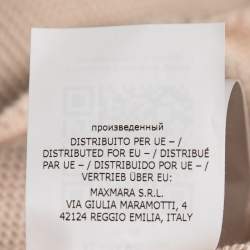 произведенный
DISTRIBUITO PER UE – /
DISTRIBUTED FOR EU – / DISTRIBUÉ
PAR UE – / DISTRIBUIDO POR UE – /
VERTRIEB ÜBER EU:
MAXMARA S.R.L.
VIA GIULIA MARAMOTTI, 4
42124 REGGIO EMILIA, ITALY